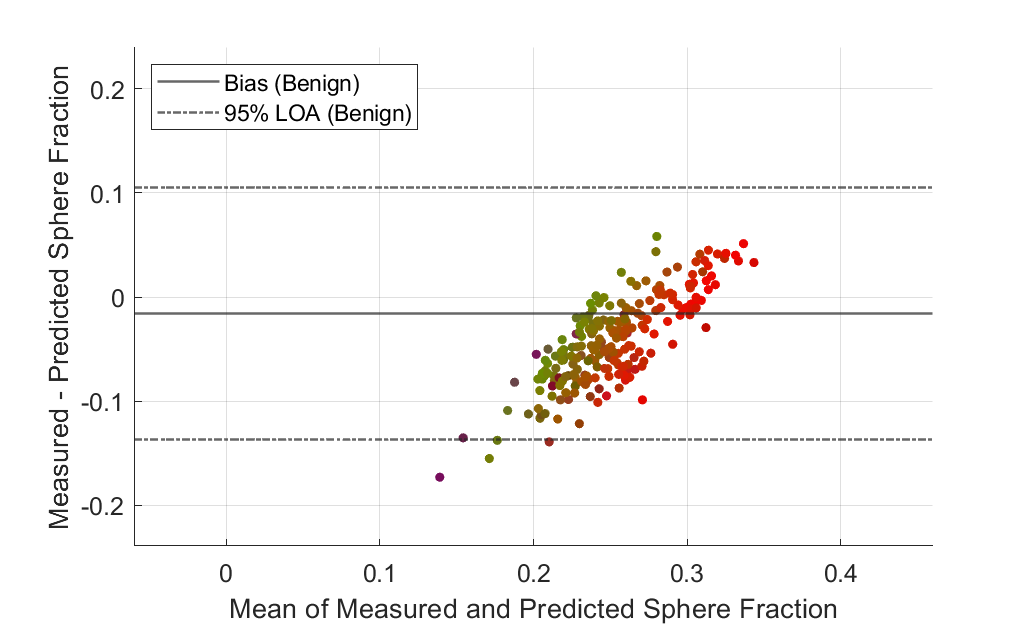 Bias (Benign)
95% LOA (Benign)
Measured - Predicted Sphere Fraction
0.2
0.1
0
-0.1
-0.2
0 0.1 0.2 0.3 0.4
Mean of Measured and Predicted Sphere Fraction